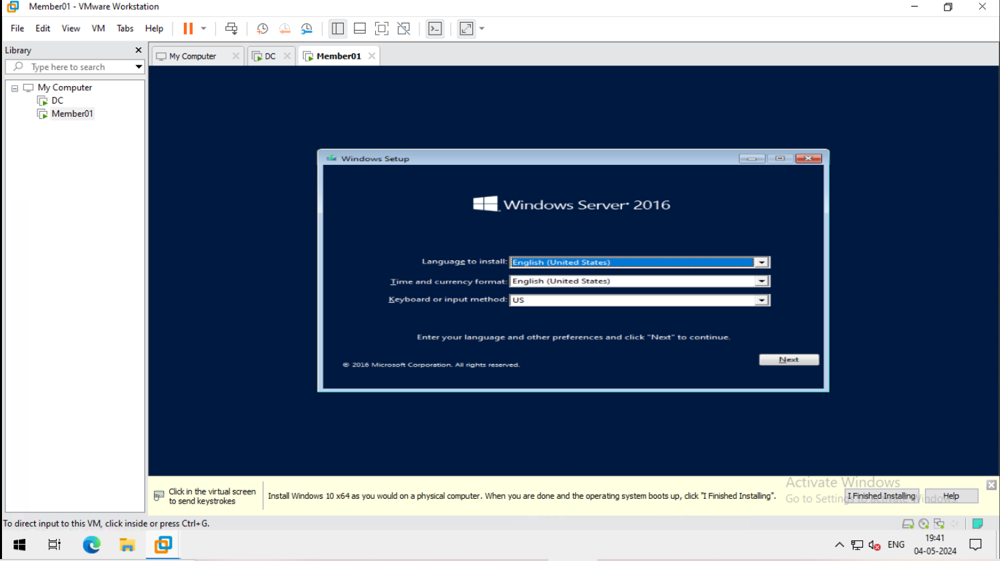 Member01 - VMware Workstation
File Edit View VM Tabs Help
Library
Type here to search
My Computer
DC
Member01
My Computer
DC
Member01
Windows Setup
Windows Server 2016
Language to install: English (United States)
Time and currency format: English (United States)
Keyboard or input method: US
Enter your language and other preferences and click "Next" to continue.
© 2016 Microsoft Corporation. All rights reserved.
Next
Click in the virtual screen
to send keystrokes
Install Windows 10 x64 as you would on a physical computer. When you are done and the operating system boots up, click "I Finished Installing".
I Finished Installing
Help
Activate Windows
Go to Settings to activate Windows.
To direct input to this VM, click inside or press Ctrl+G.
ENG
19:41
04-05-2024